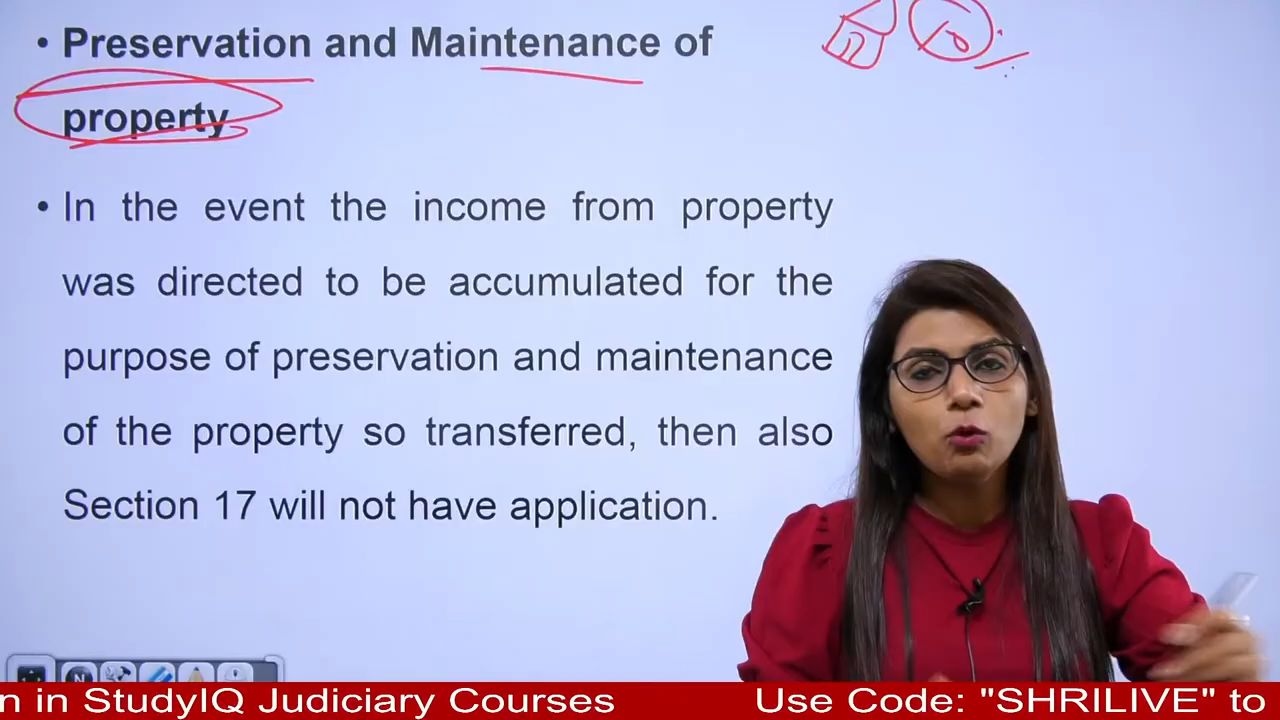 • Preservation and Maintenance of
property
• In the event the income from property
was directed to be accumulated for the
purpose of preservation and maintenance
of the property so transferred, then also
Section 17 will not have application.
n in StudyIQ Judiciary Courses Use Code: "SHRILIVE" to